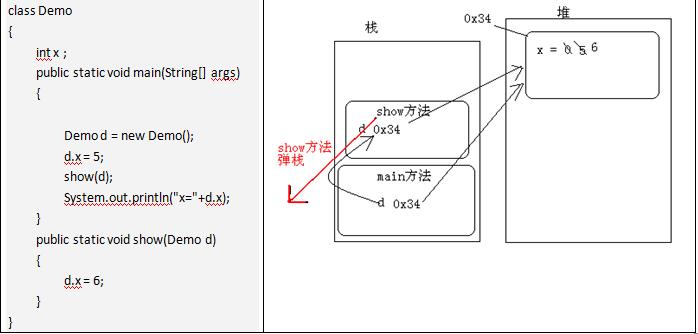 class Demo
{
int x ;
public static void main(String[] args)
{
Demo d = new Demo();
d.x = 5;
show(d);
System.out.println("x="+d.x);
}
public static void show(Demo d)
{
d.x = 6;
}
}
栈
0x34
堆
x = 0 5 6
show方法
d 0x34
show方法
弹栈
main方法
d 0x34